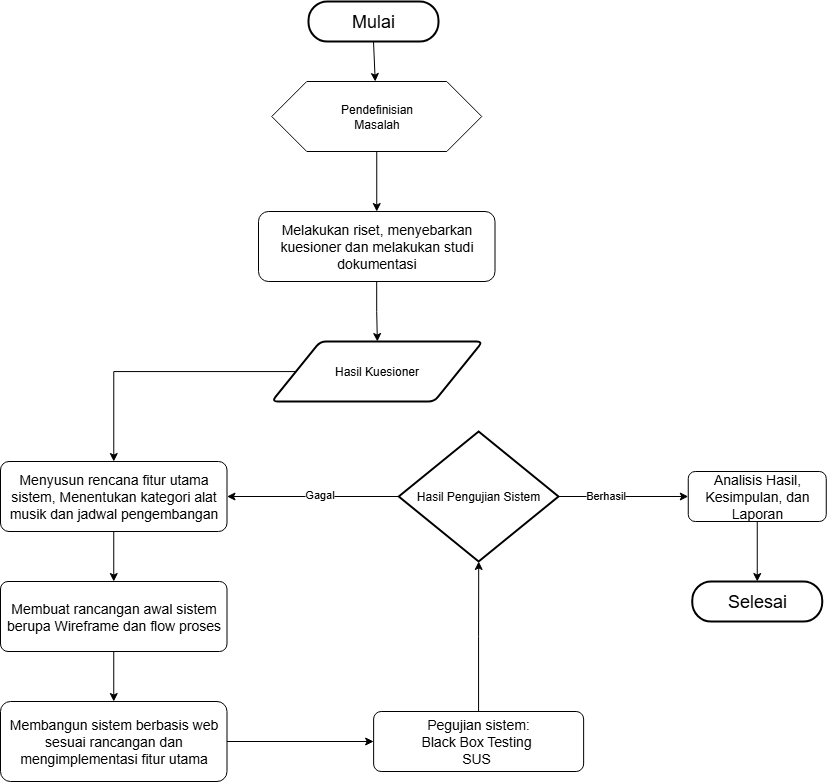 Mulai
Pendefinisian
Masalah
Melakukan riset, menyebarkan
kuesioner dan melakukan studi
dokumentasi
Hasil Kuesioner
Menyusun rencana fitur utama
sistem, Menentukan kategori alat
musik dan jadwal pengembangan
Gagal
Hasil Pengujian Sistem
Berhasil
Analisis Hasil,
Kesimpulan, dan
Laporan
Membuat rancangan awal sistem
berupa Wireframe dan flow proses
Selesai
Membangun sistem berbasis web
sesuai rancangan dan
mengimplementasi fitur utama
Pegujian sistem:
Black Box Testing
SUS